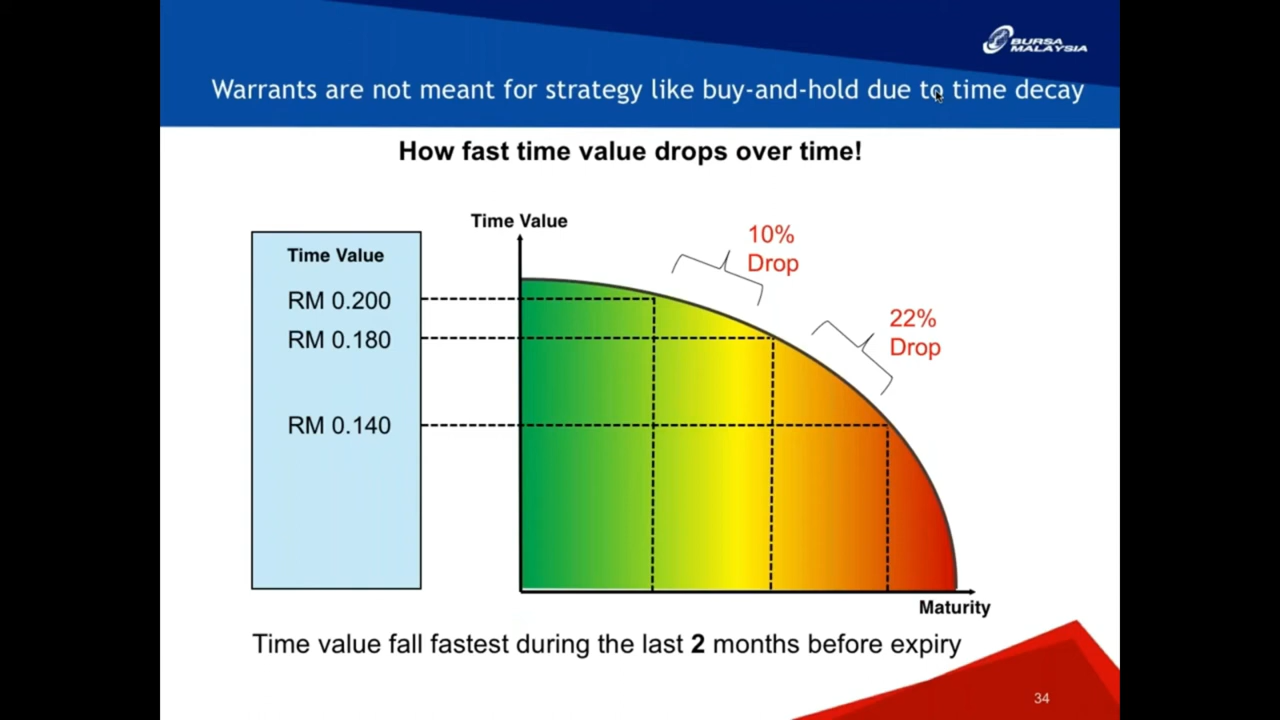 BURSA
MALAYSIA
Warrants are not meant for strategy like buy-and-hold due to time decay
How fast time value drops over time!
Time Value
RM 0.200
RM 0.180
RM 0.140
Time Value
10%
Drop
22%
Drop
Maturity
Time value fall fastest during the last 2 months before expiry
34